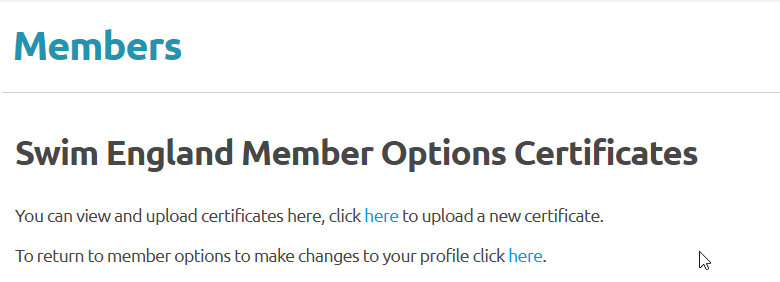 Members
Swim England Member Options Certificates
You can view and upload certificates here, click here to upload a new certificate.
To return to member options to make changes to your profile click here.